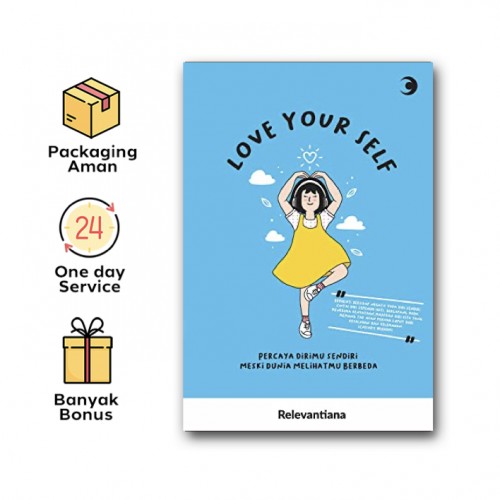 Packaging
Aman
24
One day
Service
Banyak
Bonus
LOVE YOUR SELF
PERCAYA DIRIMU SENDIRI
MESKI DUNIA MELIHATMU BERBEDA
Relevantiana